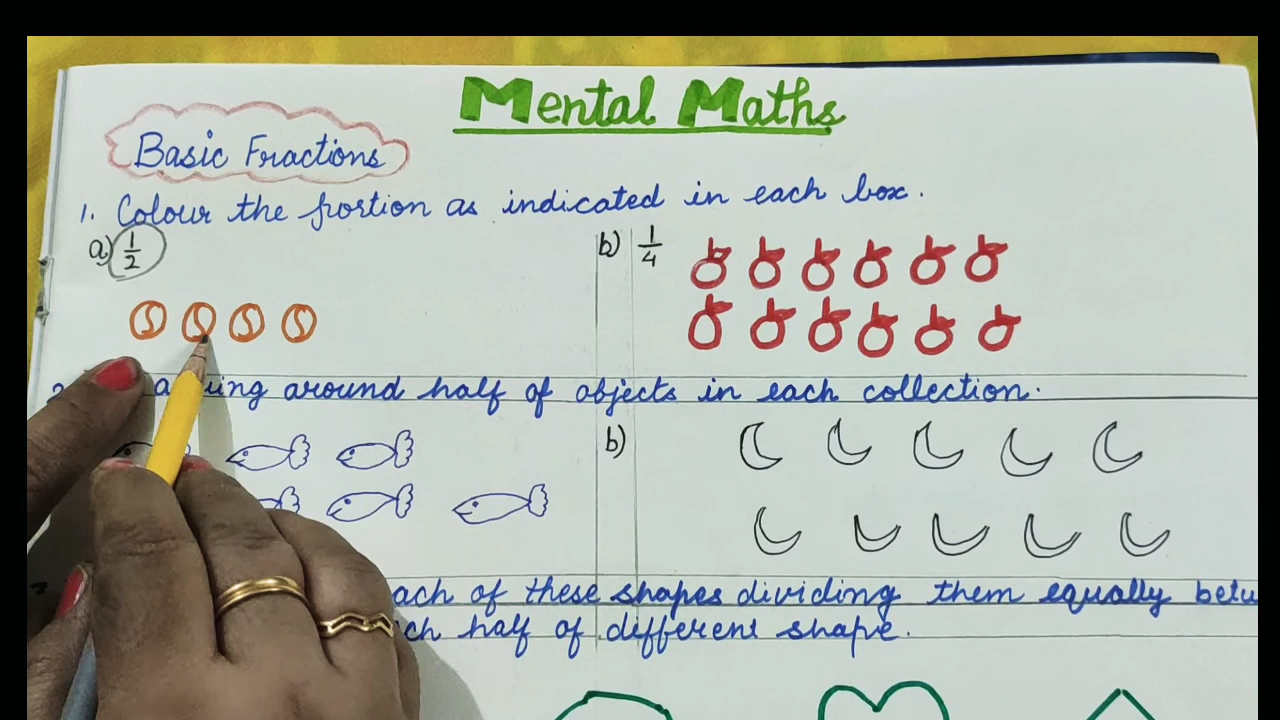 Mental Maths
Basic Fractions
1. Colour the portion as indicated in each box.
a) 1/2
b) 1/4
around half of objects in each collection.
b)
each of these shapes dividing them equally
half of different shape.